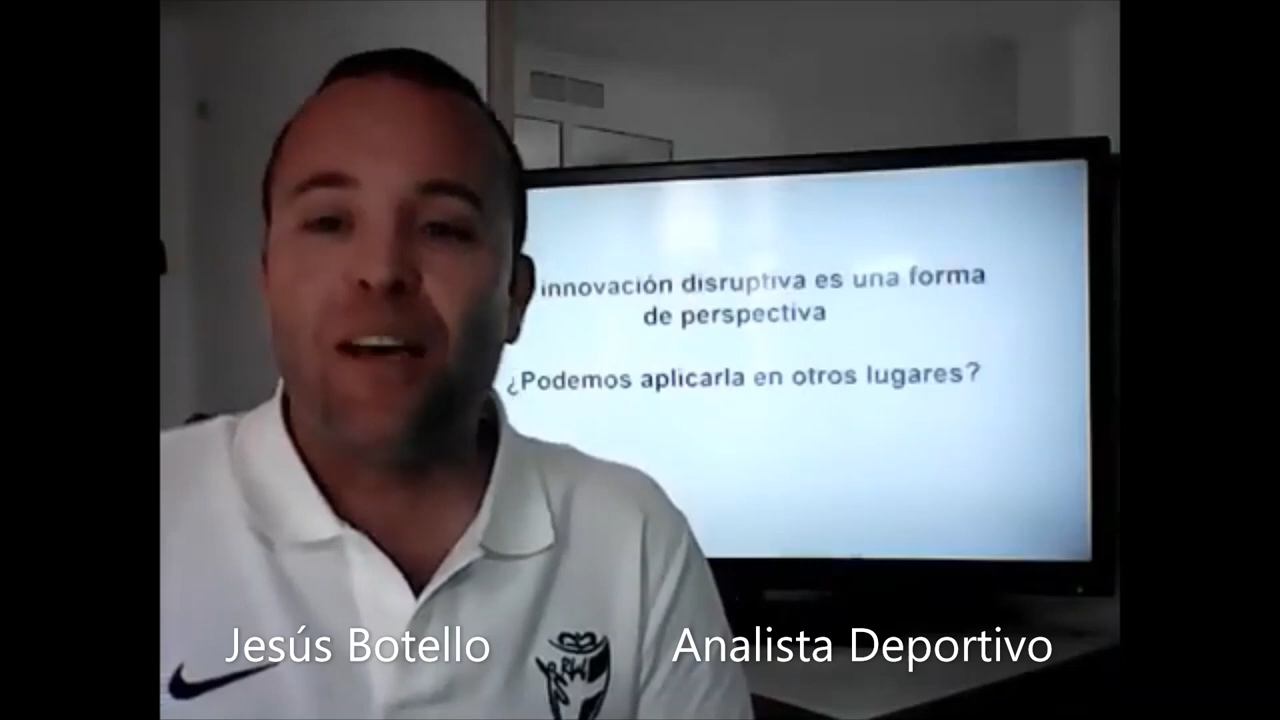 innovación disruptiva es una forma
de perspectiva
¿Podemos aplicarla en otros lugares?
Jesús Botello
Analista Deportivo